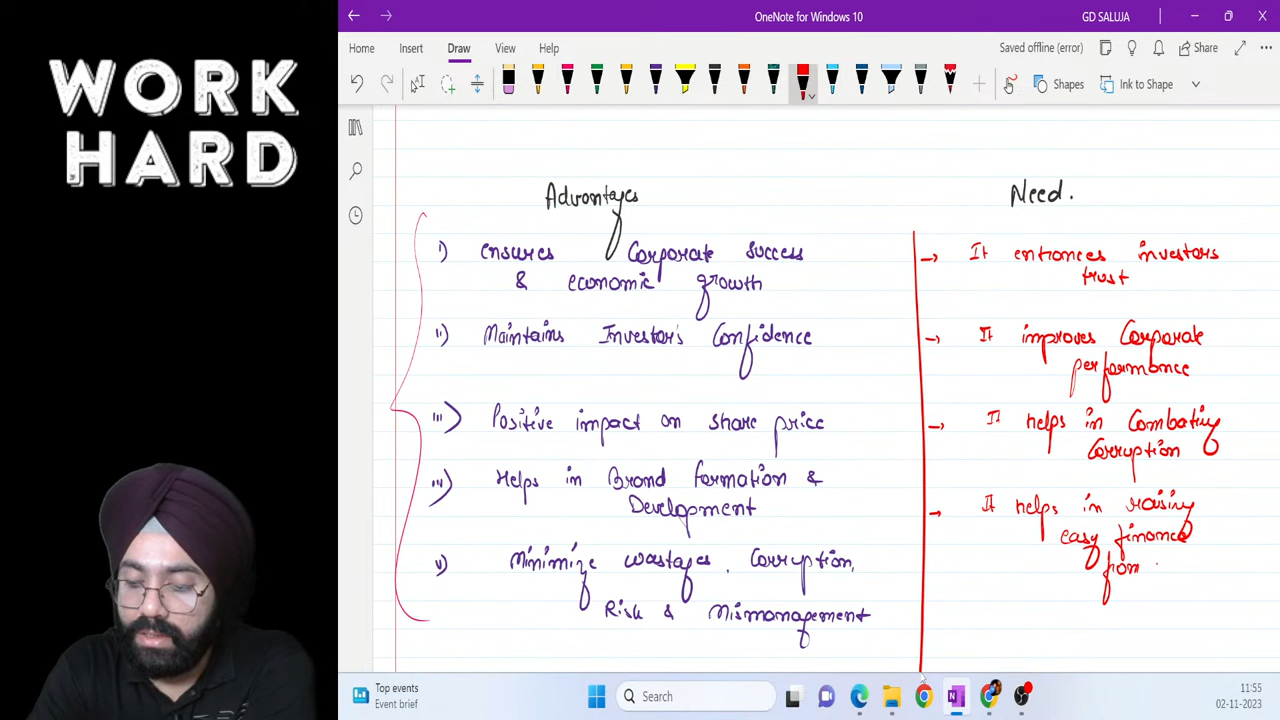 WORK
HARD
OneNote for Windows 10
GD SALUJA
Home
Insert
Draw
View
Help
Saved offline (error)
Share
Shapes
Ink to Shape
Advantages
i) ensures Corporate success
& economic growth
ii) Maintains Investor's Confidence
iii) Positive impact on share price
iiii) Helps in Brand formation &
Development
v) Minimize wastages, Corruption,
Risk & Mismanagement
Need.
→ It enhances investors
trust
→ It improves Corporate
performance
→ It helps in Combating
Corruption
→ It helps in raising
easy finance
from
Top events
Event brief
Search
11:55
02-11-2023